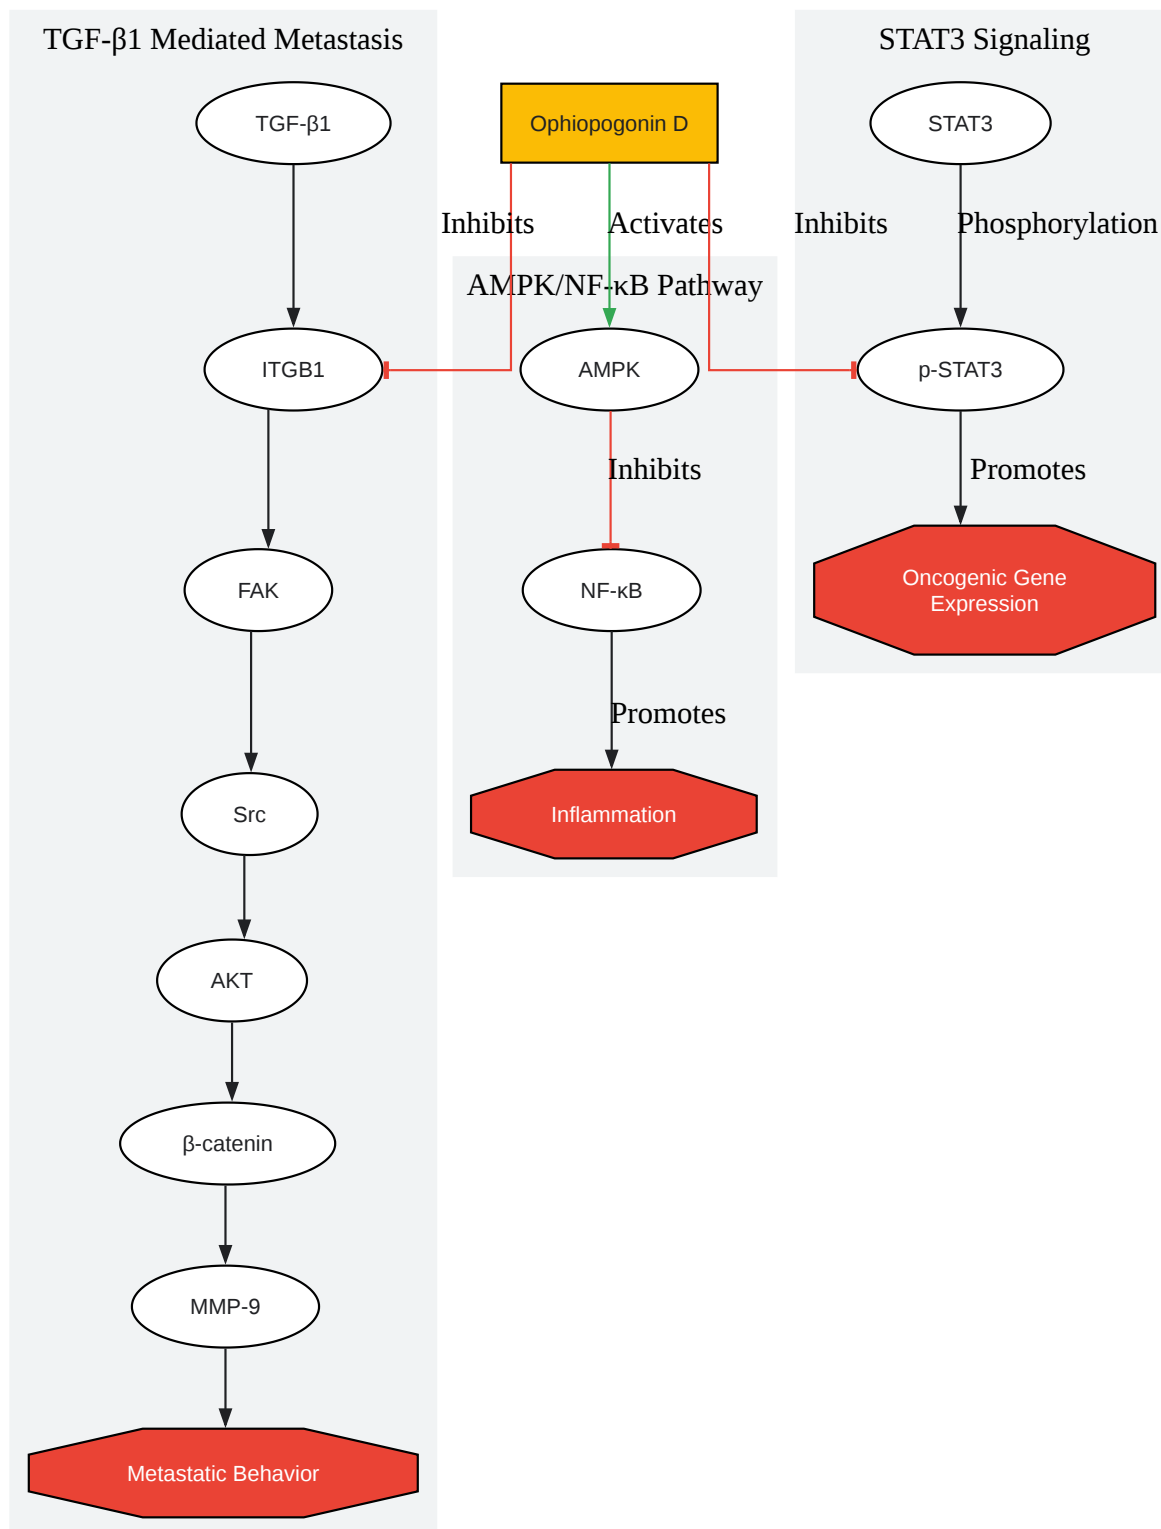 TGF-β1 Mediated Metastasis
STAT3 Signaling
TGF-β1
Ophiopogonin D
STAT3
Inhibits
Activates
Inhibits
Phosphorylation
AMPK/NF-κB Pathway
ITGB1
AMPK
p-STAT3
Inhibits
Promotes
FAK
NF-κB
Oncogenic Gene
Expression
Promotes
Src
Inflammation
AKT
β-catenin
MMP-9
Metastatic Behavior